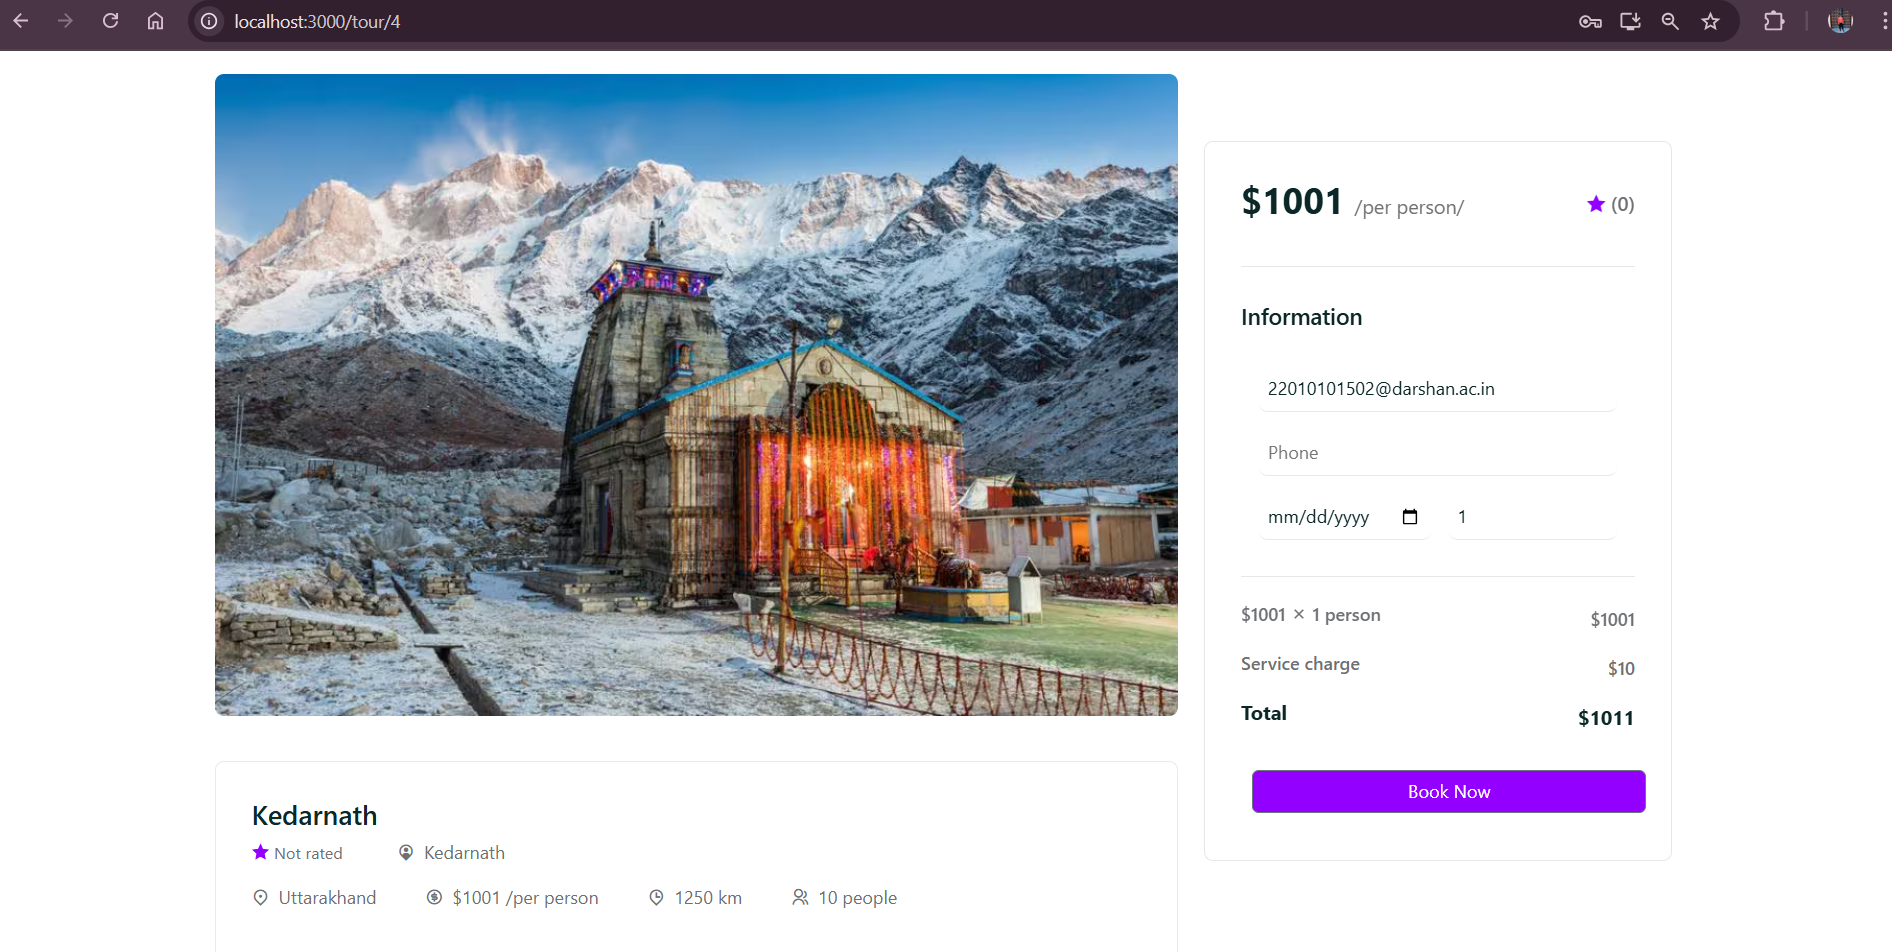 localhost:3000/tour/4
$1001 /per person/ (0)
Information
22010101502@darshan.ac.in
Phone
mm/dd/yyyy 1
$1001 × 1 person $1001
Service charge $10
Total $1011
Book Now
Kedarnath
Not rated Kedarnath
Uttarakhand $1001 /per person 1250 km 10 people